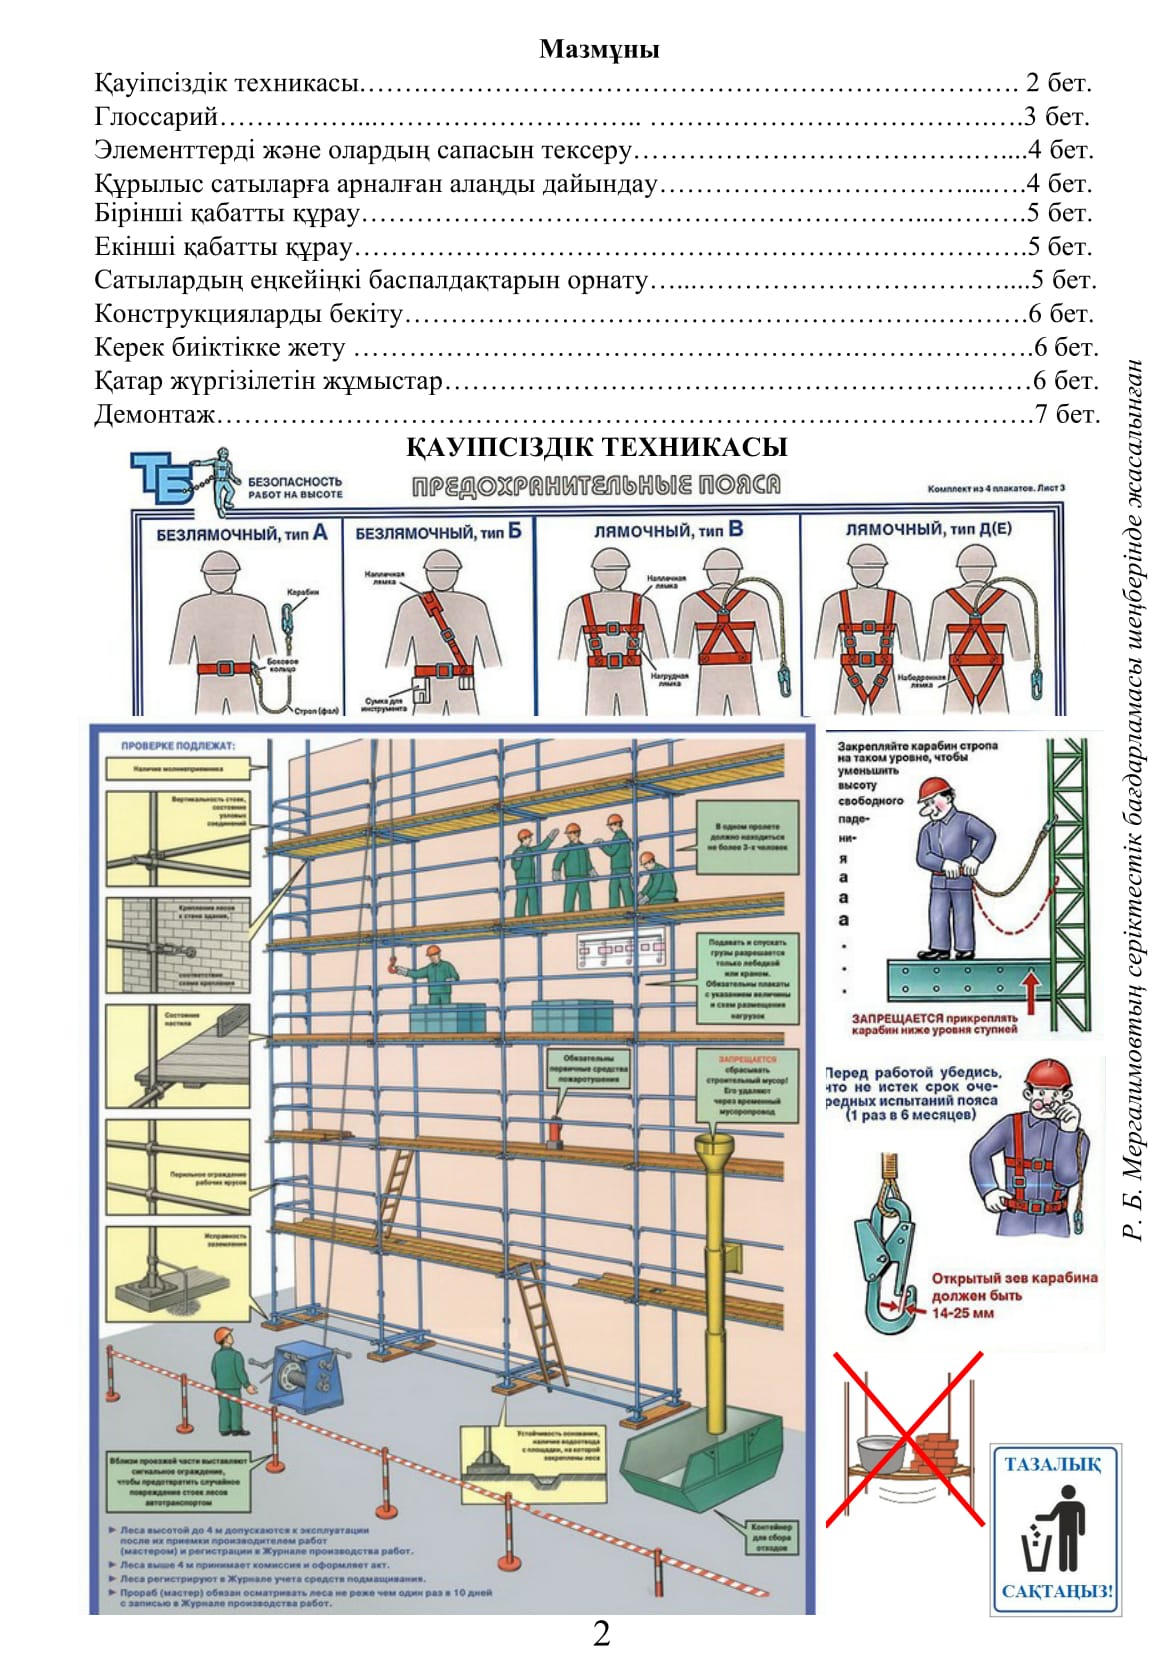 Мазмұны
Қауіпсіздік техникасы…….………………………………………………………. 2 бет.
Глоссарий……………...…………………….. ……………………………….….3 бет.
Элементтерді және олардың сапасын тексеру……………………………….…....4 бет.
Құрылыс сатыларға арналған алаңды дайындау…………………………....….4 бет.
Бірінші қабатты құрау………………………………………………...……….5 бет.
Екінші қабатты құрау……………………………………………………………….5 бет.
Сатылардың еңкейіңкі баспалдақтарын орнату…...…………………………....5 бет.
Конструкцияларды бекіту…………………………………………….……….6 бет.
Керек биіктікке жету ………………………………………….…………….6 бет.
Қатар жүргізілетін жұмыстар………………………………………….……6 бет.
Демонтаж………………………………………………….……………….7 бет.
ҚАУІПСІЗДІК ТЕХНИКАСЫ
ТБ
БЕЗОПАСНОСТЬ
РАБОТ НА ВЫСОТЕ
ПРЕДОХРАНИТЕЛЬНЫЕ ПОЯСА
Комплект из 4 плакатов. Лист 3
БЕЗЛЯМОЧНЫЙ, тип А
Карабин
Боковое
кольцо
Строп (фал)
БЕЗЛЯМОЧНЫЙ, тип Б
Наплечная
лямка
Сумка для
инструмента
ЛЯМОЧНЫЙ, тип В
Наплечная
лямка
Нагрудная
лямка
ЛЯМОЧНЫЙ, тип Д(Е)
Набедренная
лямка
ПРОВЕРКЕ ПОДЛЕЖАТ:
Наличие молниеприемника
Вертикальность стоек,
состояние
узловых
соединений
Крепление лесов
к стене здания,
соответствие
схеме крепления
Состояние
настила
Перильное ограждение
рабочих ярусов
Исправность
заземления
В одном пролете
должно находиться
не более 3-х человек
Подавать и спускать
грузы разрешается
только лебедкой
или краном.
Обязательны плакаты
с указанием величины
и схем размещения
нагрузок
Обязательны
первичные средства
пожаротушения
ЗАПРЕЩАЕТСЯ
сбрасывать
строительный мусор!
Его удаляют
через временный
мусоропровод
Устойчивость основания,
наличие водоотвода
с площадки, на которой
закреплены леса
Вблизи проезжей части выставляют
сигнальное ограждение,
чтобы предотвратить случайное
повреждение стоек лесов
автотранспортом
Контейнер
для сбора
отходов
► Леса высотой до 4 м допускаются к эксплуатации
после их приемки производителем работ
(мастером) и регистрации в Журнале производства работ.
► Леса выше 4 м принимает комиссия и оформляет акт.
► Леса регистрируют в Журнале учета средств подмащивания.
► Прораб (мастер) обязан осматривать леса не реже чем один раз в 10 дней
с записью в Журнале производства работ.
Закрепляйте карабин стропа
на таком уровне, чтобы
уменьшить
высоту
свободного
паде-
ни-
я
а
а
а
.
.
.
ЗАПРЕЩАЕТСЯ прикреплять
карабин ниже уровня ступней
Перед работой убедись,
что не истек срок оче-
редных испытаний пояса
(1 раз в 6 месяцев)
Открытый зев карабина
должен быть
14-25 мм
ТАЗАЛЫҚ
САҚТАҢЫЗ!
Р. Б. Мергалимовтың серіктестік бағдарламасы шеңберінде жасалынған
2